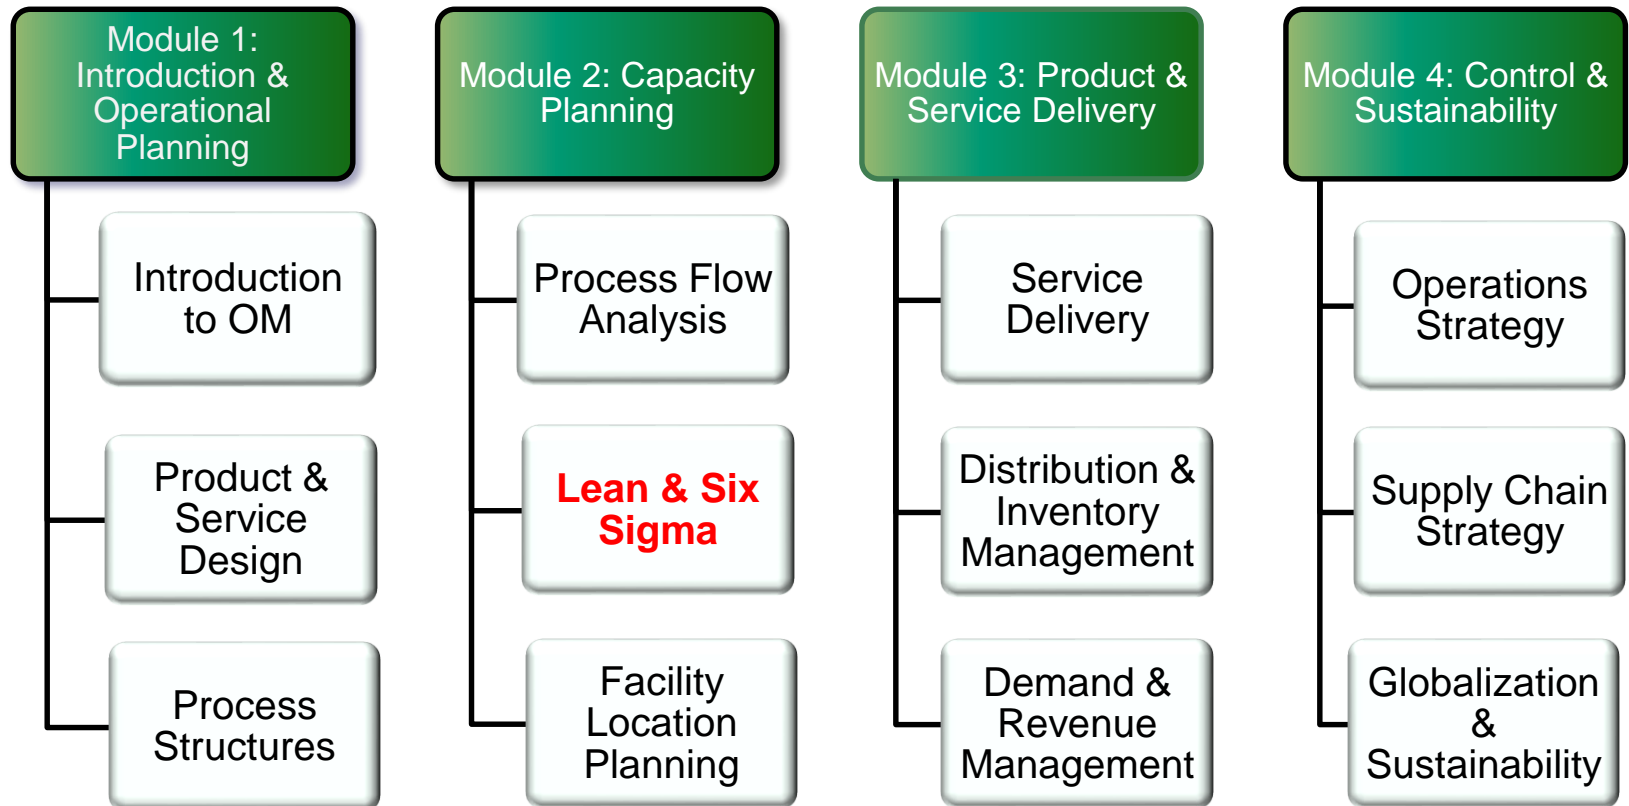 Module 1:
Introduction &
Operational
Planning
Introduction
to OM
Product &
Service
Design
Process
Structures
Module 2: Capacity
Planning
Process Flow
Analysis
Lean & Six
Sigma
Facility
Location
Planning
Module 3: Product &
Service Delivery
Service
Delivery
Distribution &
Inventory
Management
Demand &
Revenue
Management
Module 4: Control &
Sustainability
Operations
Strategy
Supply Chain
Strategy
Globalization
&
Sustainability